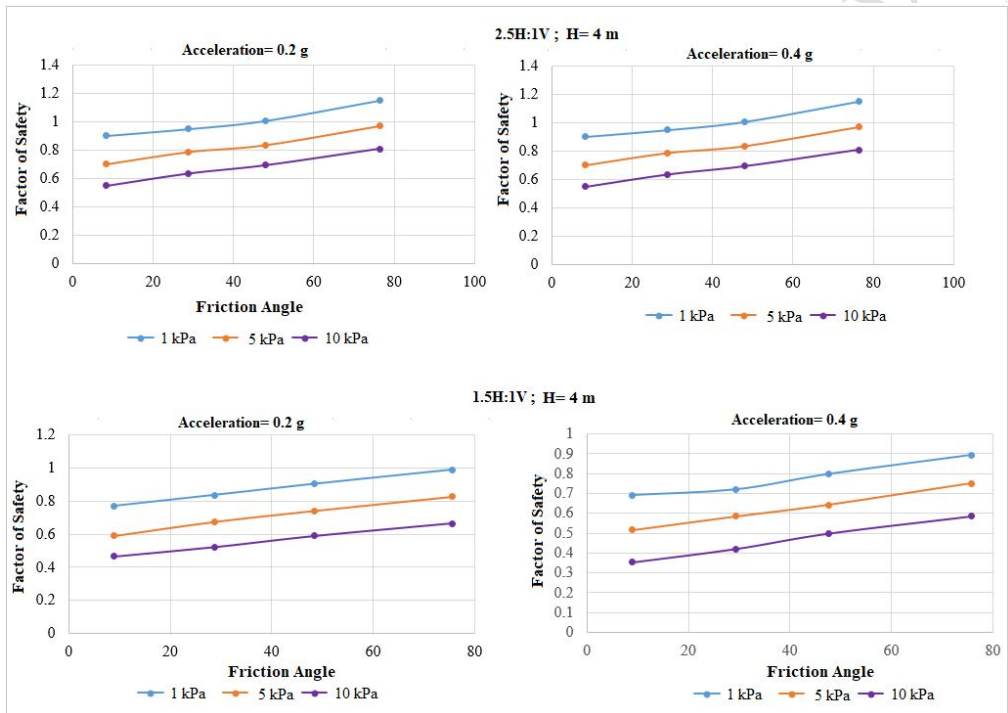 2.5H:1V ; H= 4 m
Acceleration= 0.2 g
Factor of Safety
1.4
1.2
1
0.8
0.6
0.4
0.2
0
0 20 40 60 80 100
Friction Angle
1 kPa 5 kPa 10 kPa
Acceleration= 0.4 g
Factor of Safety
1.4
1.2
1
0.8
0.6
0.4
0.2
0
0 20 40 60 80 100
1 kPa 5 kPa 10 kPa
1.5H:1V ; H= 4 m
Acceleration= 0.2 g
Factor of Safety
1.2
1
0.8
0.6
0.4
0.2
0
0 20 40 60 80
Friction Angle
1 kPa 5 kPa 10 kPa
Acceleration= 0.4 g
Factor of Safety
1
0.9
0.8
0.7
0.6
0.5
0.4
0.3
0.2
0.1
0
0 20 40 60 80
Friction Angle
1 kPa 5 kPa 10 kPa